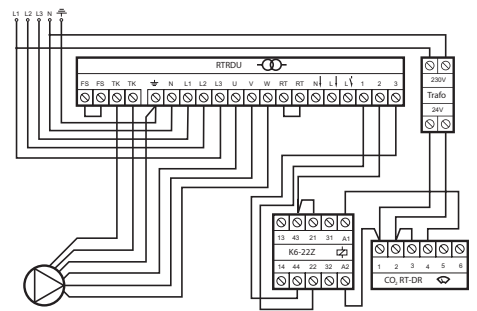 L1 L2 L3 N
RTRDU
FS FS TK TK N L1 L2 L3 U V W RT RT N L L 1 2 3
230V
Trafo
24V
13 43 21 31 A1
K6-22Z
14 44 22 32 A2
1 2 3 4 5 6
CO₂ RT-DR